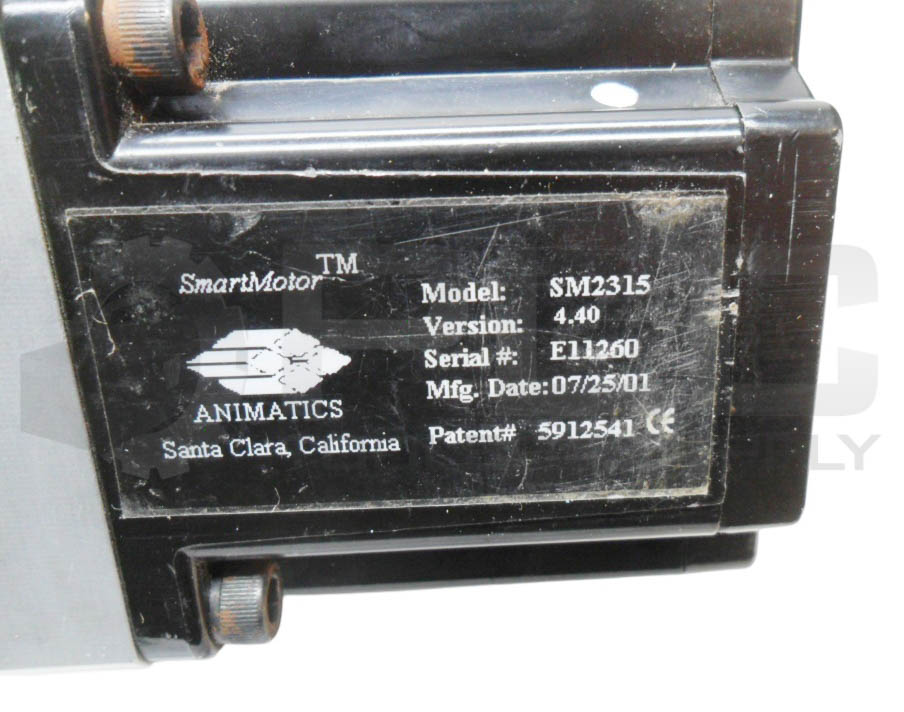 SmartMotor™
ANIMATICS
Santa Clara, California
Model: SM2315
Version: 4.40
Serial #: E11260
Mfg. Date: 07/25/01
Patent# 5912541 CE